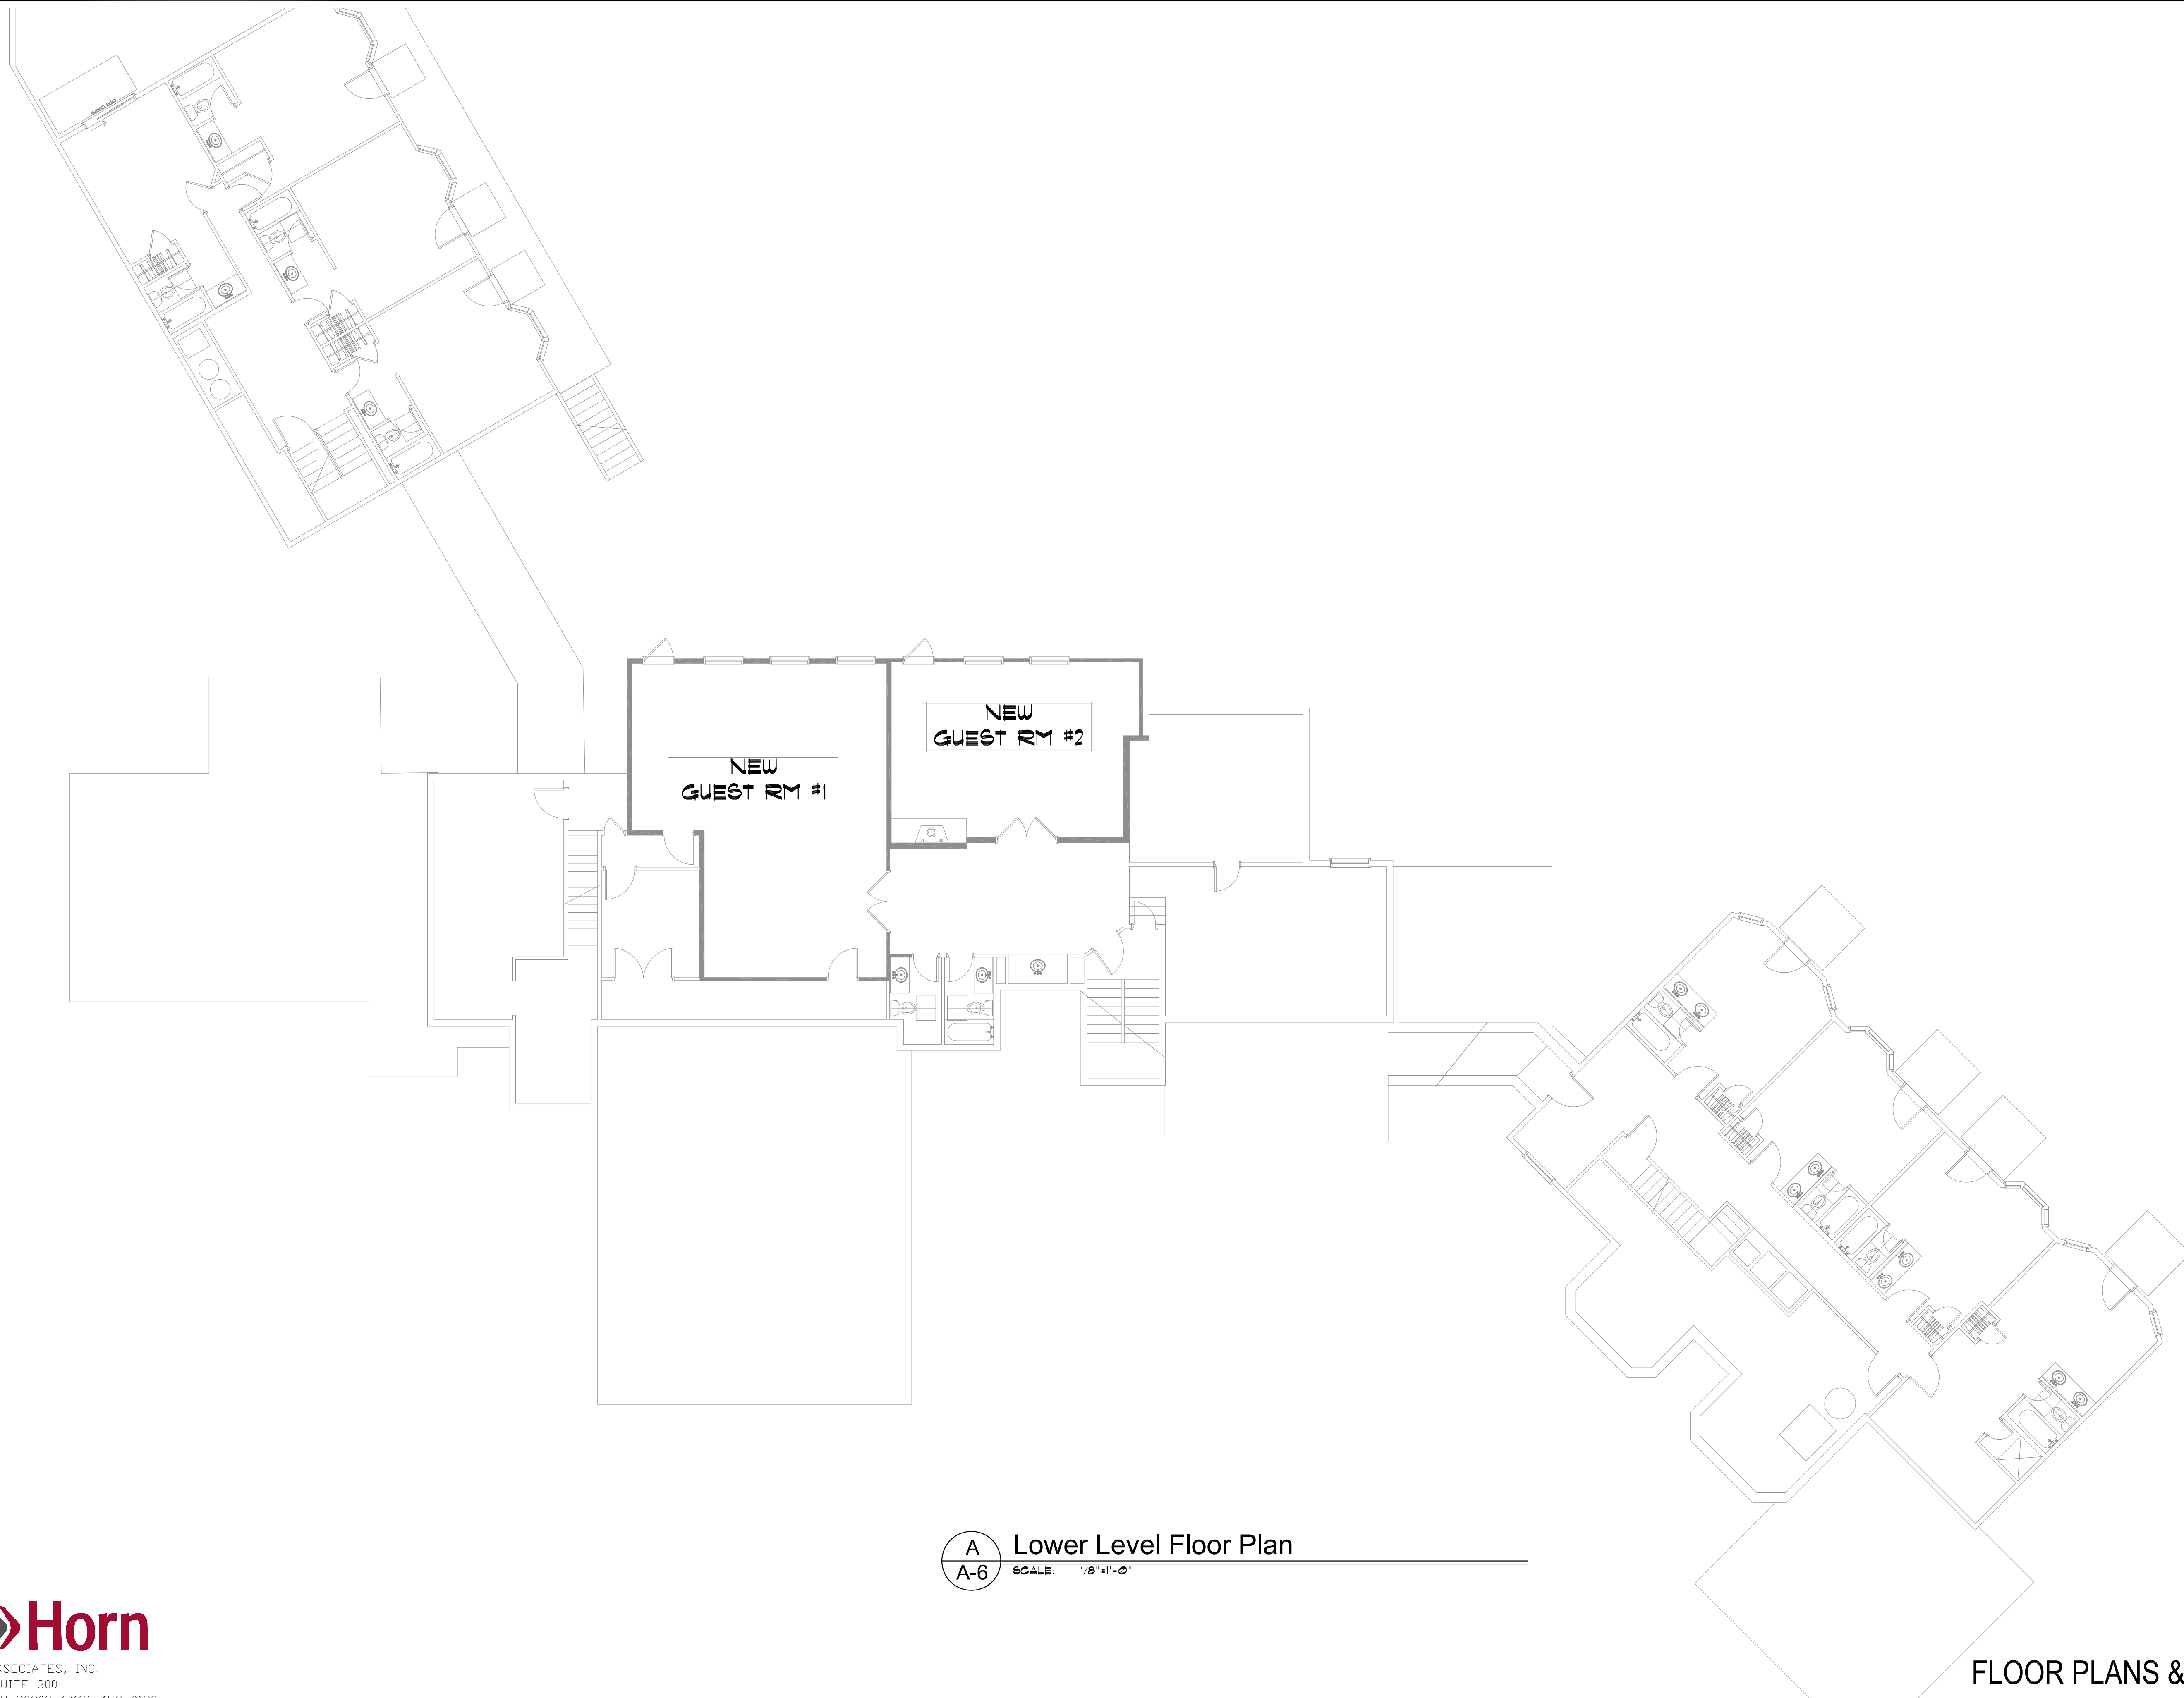 NEW
GUEST RM #2
NEW
GUEST RM #1
A
A-6
Lower Level Floor Plan
SCALE: 1/8"=1'-0"
Horn
SSOCIATES, INC.
UITE 300
FLOOR PLANS &